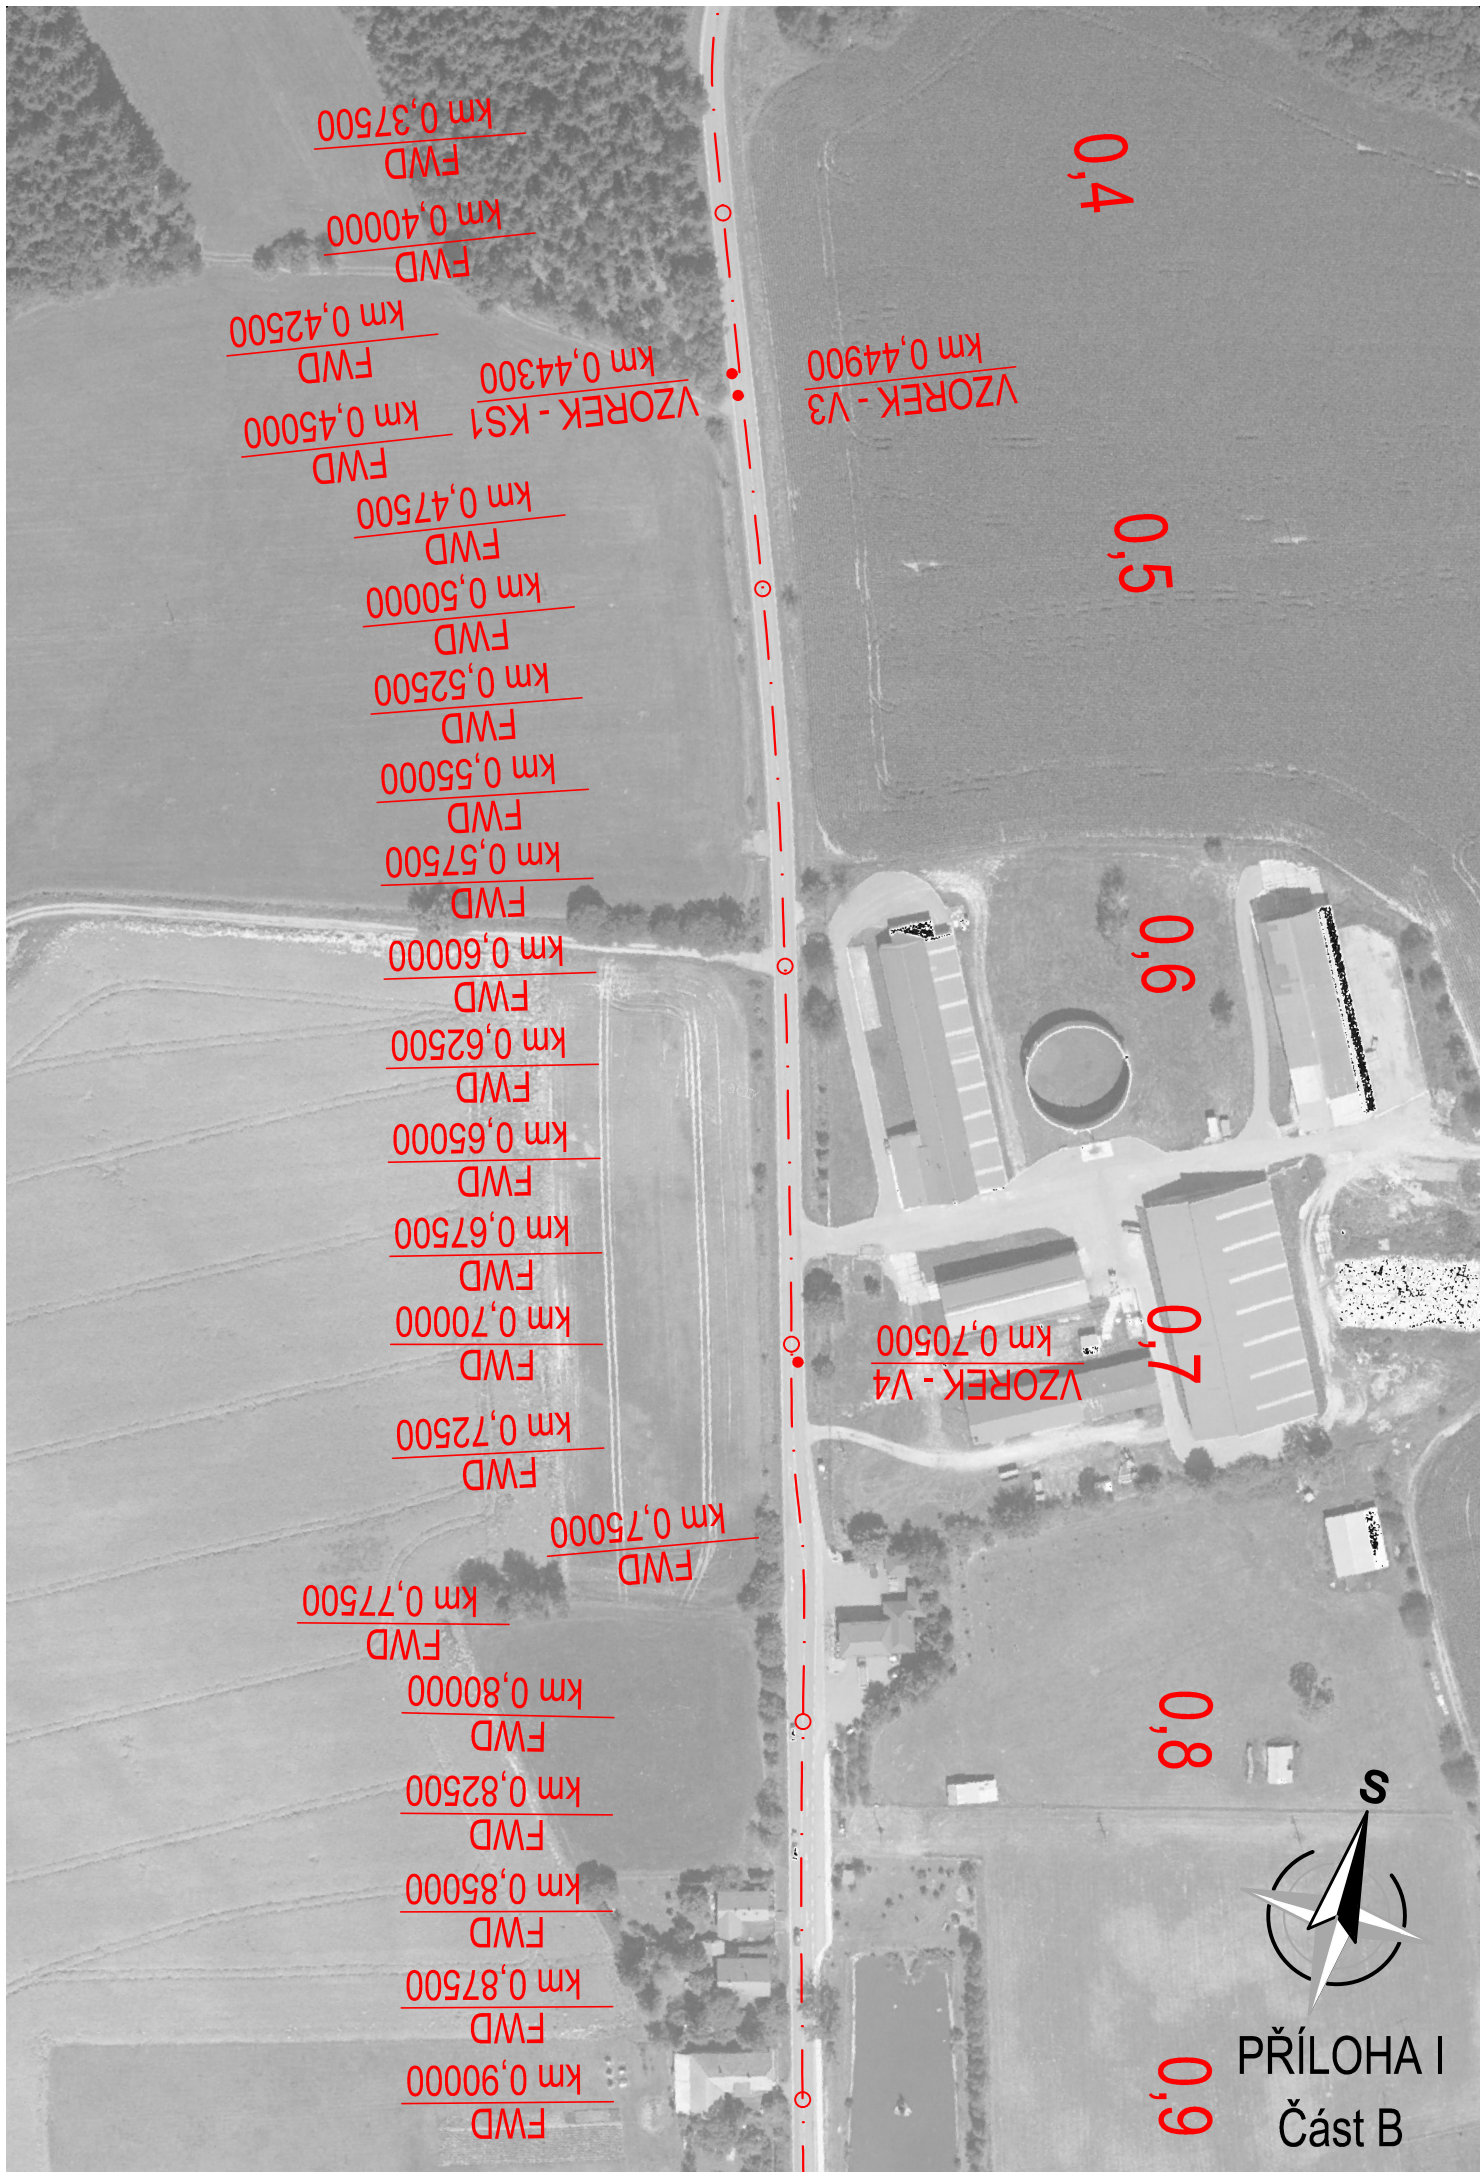 km 0,37500
FWD
km 0,40000
FWD
km 0,42500
FWD
km 0,45000
FWD
VZOREK - KS1
km 0,44300
VZOREK - V3
km 0,44900
km 0,47500
FWD
km 0,50000
FWD
km 0,52500
FWD
km 0,55000
FWD
km 0,57500
FWD
km 0,60000
FWD
km 0,62500
FWD
km 0,65000
FWD
km 0,67500
FWD
km 0,70000
FWD
VZOREK - V4
km 0,70500
km 0,72500
FWD
km 0,75000
FWD
km 0,77500
FWD
km 0,80000
FWD
km 0,82500
FWD
km 0,85000
FWD
km 0,87500
FWD
km 0,90000
FWD
0,4
0,5
0,6
0,7
0,8
0,9
S
PŘÍLOHA I
Část B